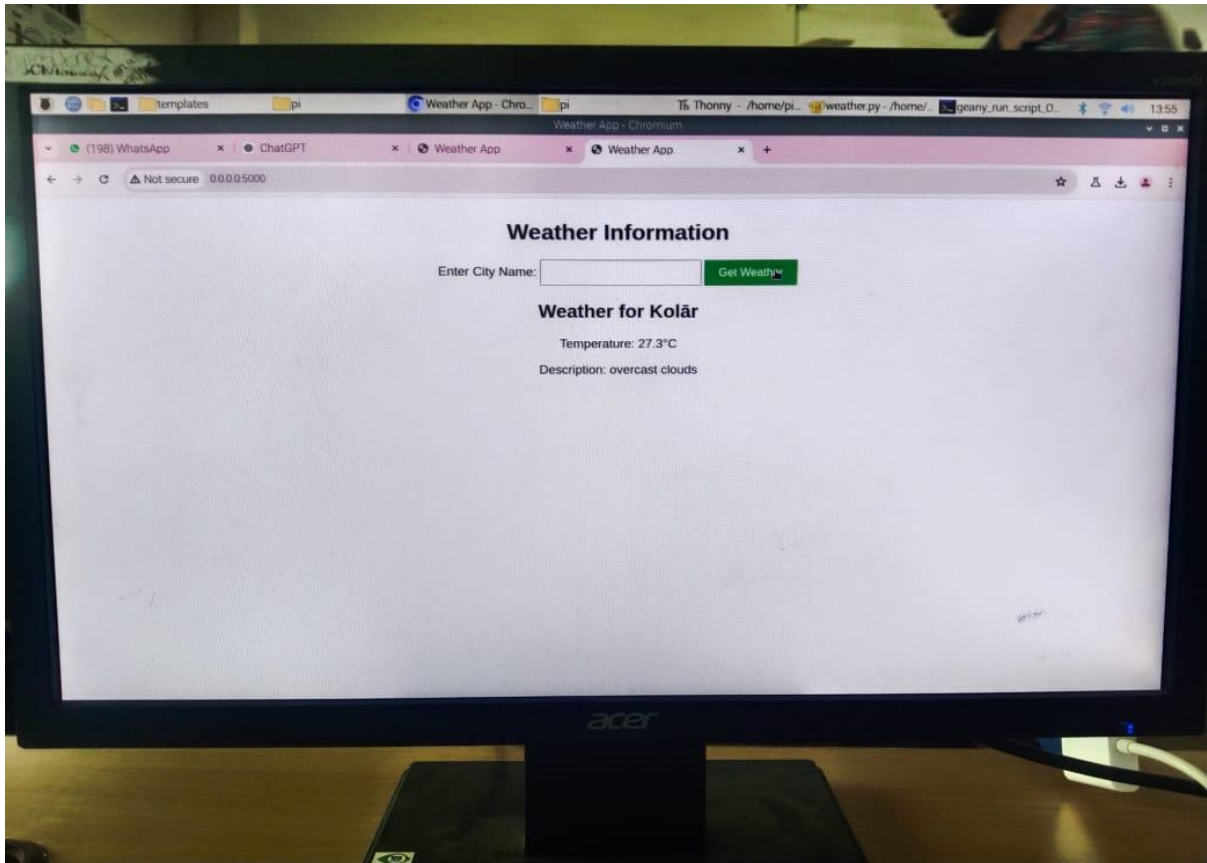 templates pi Weather App - Chro... pi Thonny - /home/pi... weather.py - /home/... geany_run_script_0... 13:55
Weather App - Chromium
(198) WhatsApp ChatGPT Weather App Weather App
Not secure 0.0.0.0:5000
Weather Information
Enter City Name: Get Weather
Weather for Kolār
Temperature: 27.3°C
Description: overcast clouds
acer